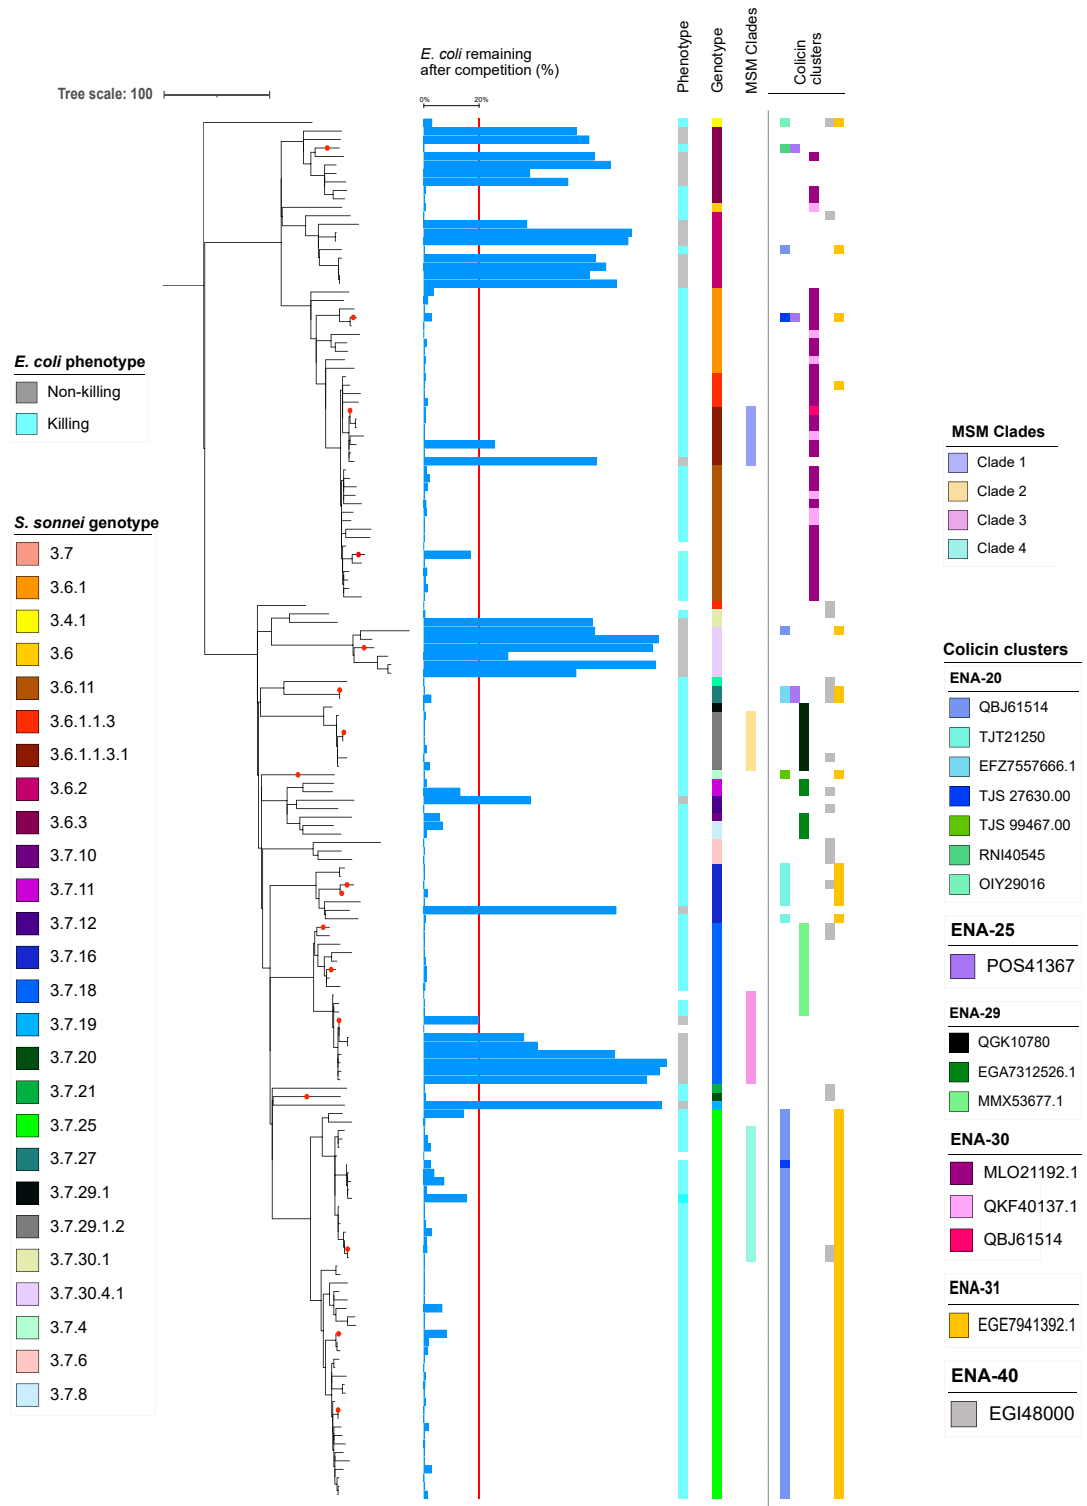 E. coli remaining
after competition (%)
Phenotype
Genotype
MSM Clades
Colicin
clusters
Tree scale: 100
0%
20%
E. coli phenotype
Non-killing
Killing
S. sonnei genotype
3.7
3.6.1
3.4.1
3.6
3.6.11
3.6.1.1.3
3.6.1.1.3.1
3.6.2
3.6.3
3.7.10
3.7.11
3.7.12
3.7.16
3.7.18
3.7.19
3.7.20
3.7.21
3.7.25
3.7.27
3.7.29.1
3.7.29.1.2
3.7.30.1
3.7.30.4.1
3.7.4
3.7.6
3.7.8
MSM Clades
Clade 1
Clade 2
Clade 3
Clade 4
Colicin clusters
ENA-20
QBJ61514
TJT21250
EFZ7557666.1
TJS 27630.00
TJS 99467.00
RNI40545
OIY29016
ENA-25
POS41367
ENA-29
QGK10780
EGA7312526.1
MMX53677.1
ENA-30
MLO21192.1
QKF40137.1
QBJ61514
ENA-31
EGE7941392.1
ENA-40
EGI48000